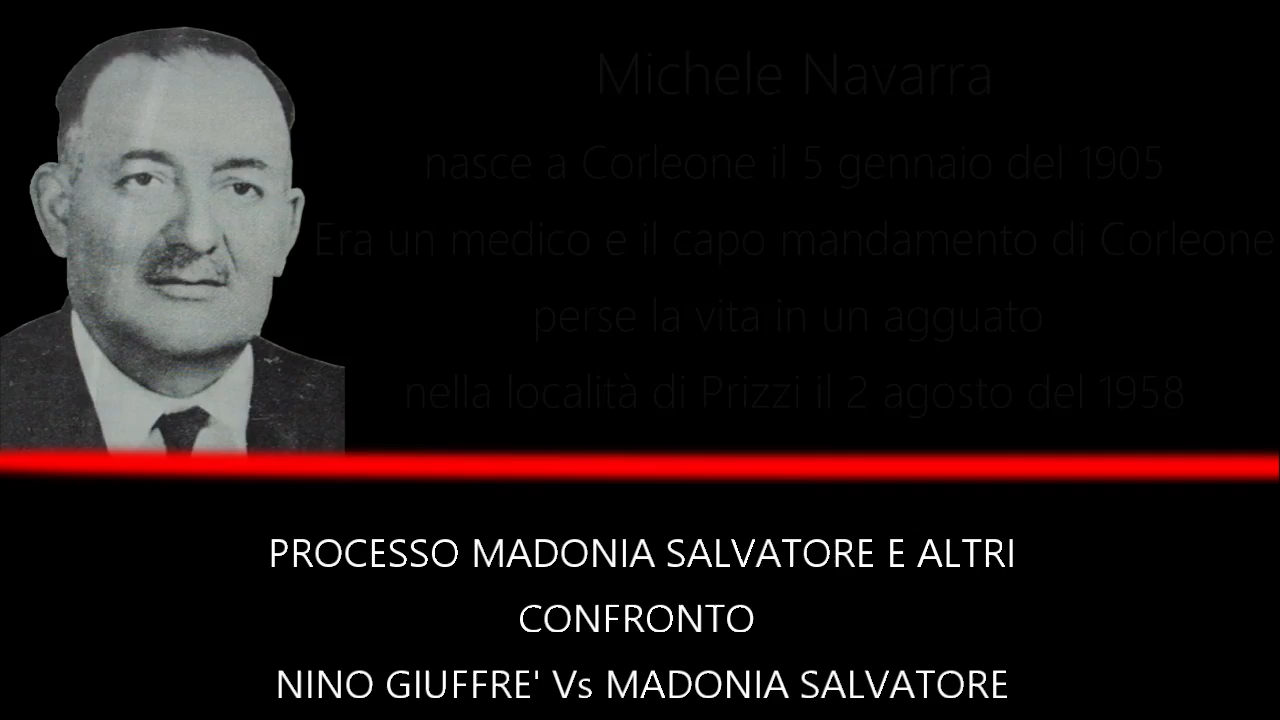 Michele Navarra
nasce a Corleone il 5 gennaio del 1905
Era un medico e il capo mandamento di Corleone
perse la vita in un agguato
nella località di Prizzi il 2 agosto del 1958
PROCESSO MADONIA SALVATORE E ALTRI
CONFRONTO
NINO GIUFFRE' Vs MADONIA SALVATORE